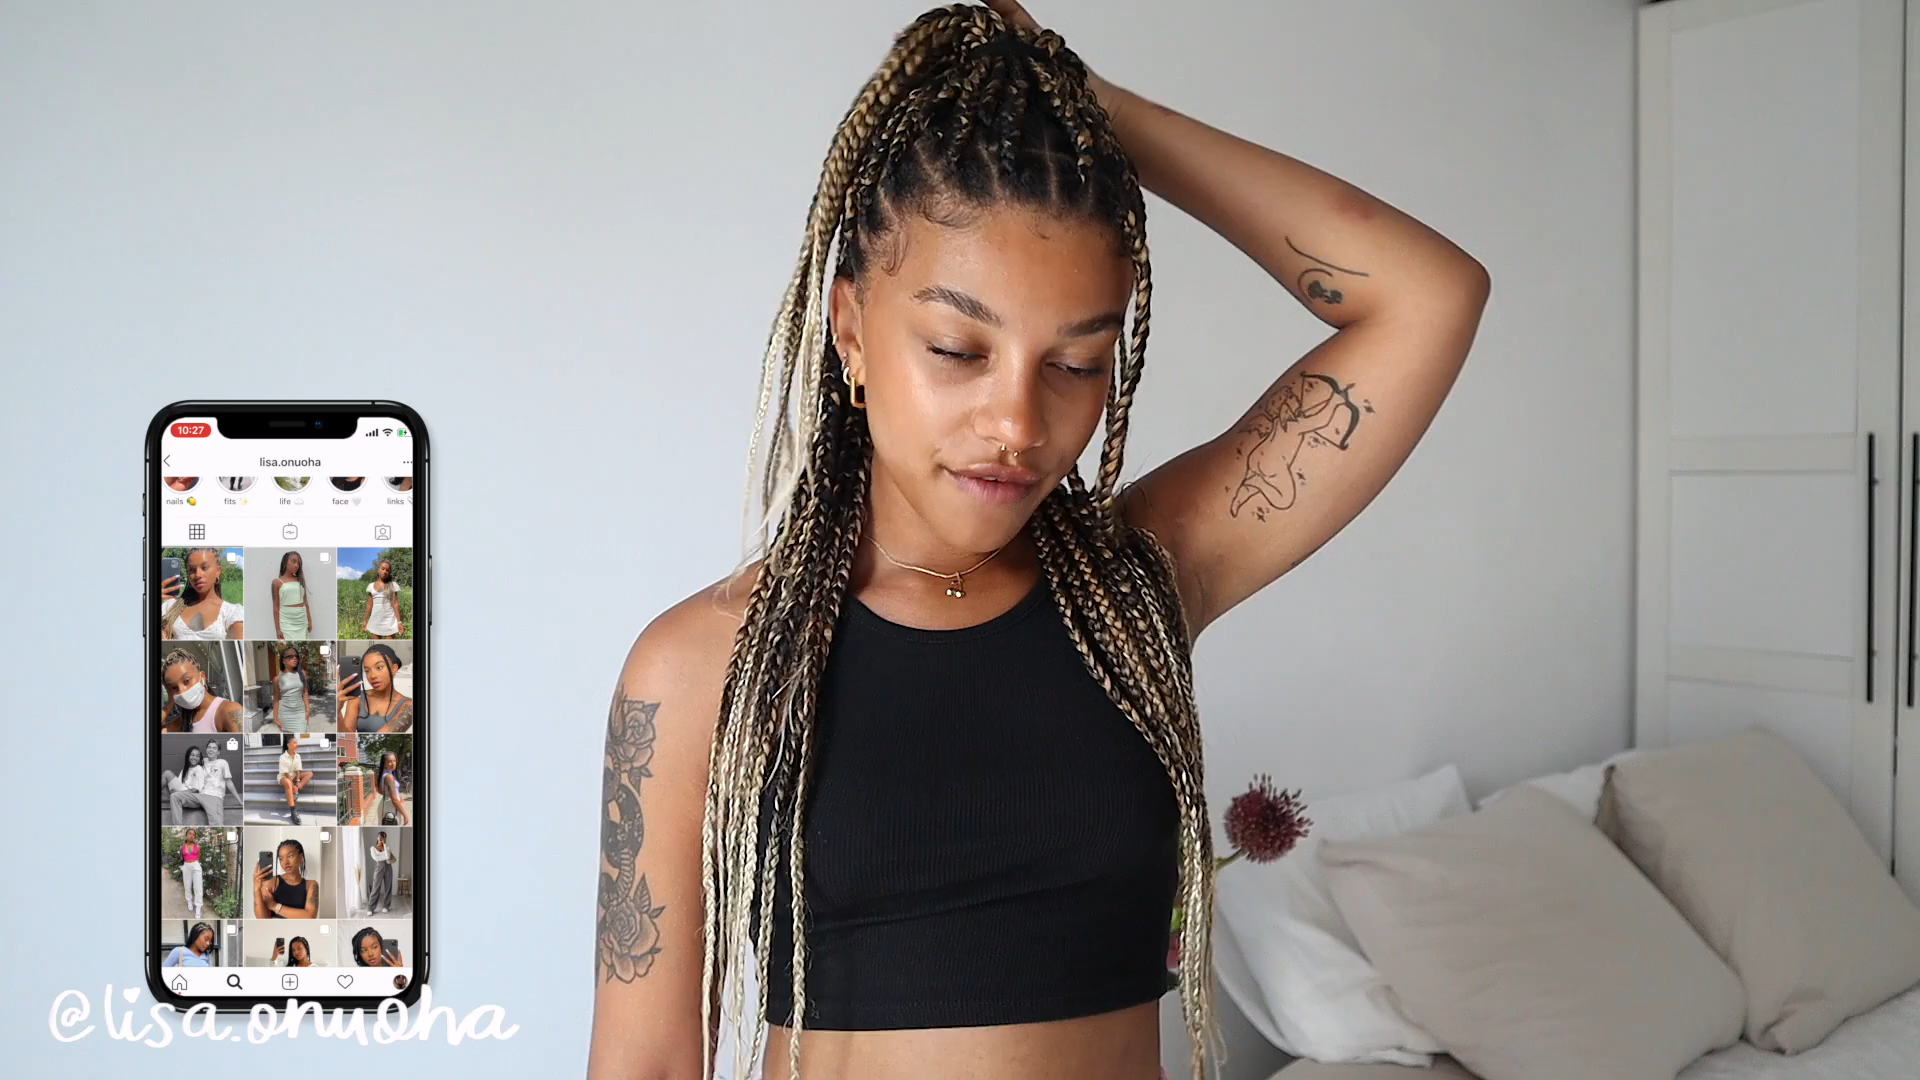 10:27
lisa.onuoha
nails 🍋
fits ✨
life ☁️
face 🤍
links
@lisa.onuoha